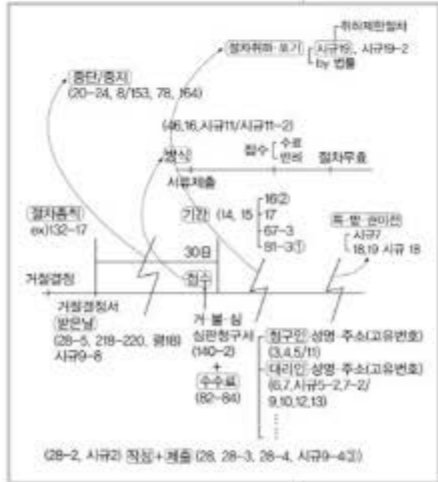 취하제한일탈
절차취하·포기
시규19, 시규19-2
by 법률
중단/중지
(20-24, 8/153, 78, 164)
(46,16,시규11/시규11-2)
방식
접수
수료
반려
절차무효
서류제출
기간 (14, 15
16②
17
67-3
81-3①
절차총칙
ex)132-17
특·방·현미전
시규7
18,19 시규 18
30日
접수
거절결정
거절결정서
받은날
(28-5, 218-220, 령18)
시규9-8
거·불·심
심판청구서
(140-2)
+
수수료
(82-84)
청구인 성명·주소(고유번호)
(3,4,5/11)
대리인 성명·주소(고유번호)
(6,7,시규5-2,7-2/
9,10,12,13)
(28-2, 시규2) 작성 + 제출 (28, 28-3, 28-4, 시규9-4③)